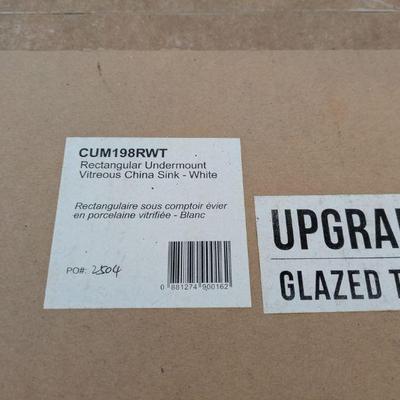 CUM198RWT
Rectangular Undermount
Vitreous China Sink - White
Rectangulaire sous comptoir évier
en porcelaine vitrifiée - Blanc
PO#: 2504
0 881274 900162
UPGRA
GLAZED T